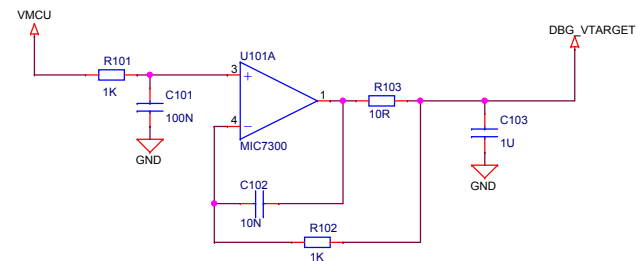 VMCU
DBG_VTARGET
R101
1K
C101
100N
GND
U101A
3
+
4
−
1
MIC7300
R103
10R
C103
1U
GND
C102
10N
R102
1K